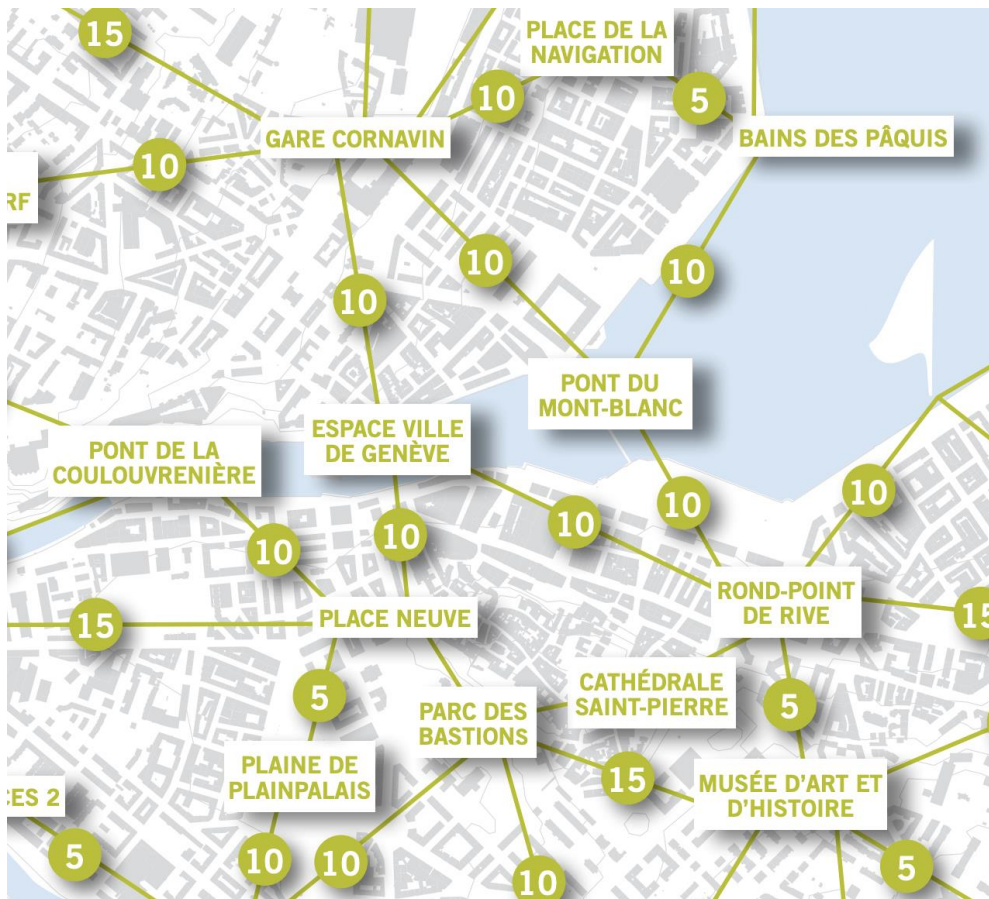 15
PLACE DE LA
NAVIGATION
10
5
GARE CORNAVIN
BAINS DES PÂQUIS
10
RF
10
10
10
PONT DU
MONT-BLANC
ESPACE VILLE
DE GENÈVE
PONT DE LA
COULOUVRENIÈRE
10
10
10
10
10
ROND-POINT
DE RIVE
15
PLACE NEUVE
15
CATHÉDRALE
SAINT-PIERRE
5
5
PARC DES
BASTIONS
PLAINE DE
PLAINPALAIS
15
MUSÉE D'ART ET
D'HISTOIRE
CES 2
5
10
10
10
5